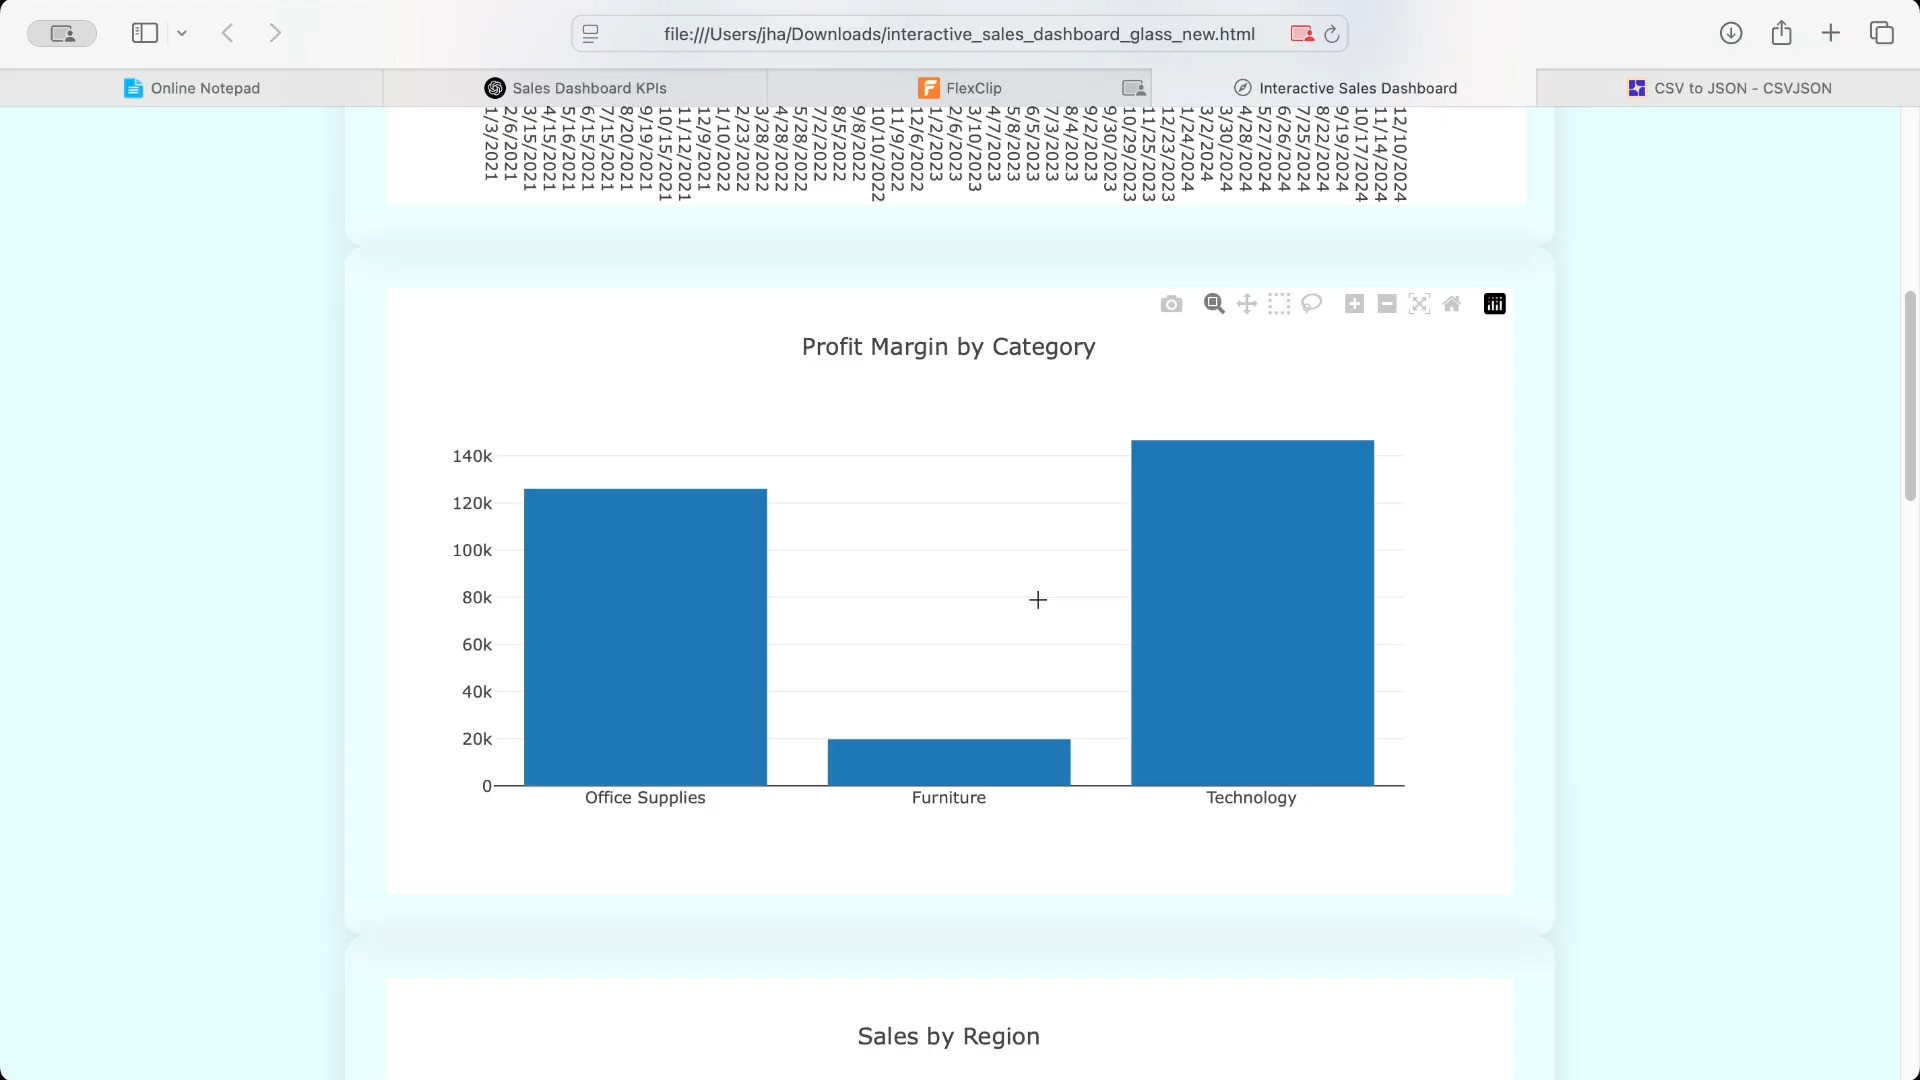 file:///Users/jha/Downloads/interactive_sales_dashboard_glass_new.html
Online Notepad
Sales Dashboard KPIs
FlexClip
Interactive Sales Dashboard
CSV to JSON - CSVJSON
1/3/2021
2/6/2021
3/15/2021
4/15/2021
5/16/2021
6/15/2021
7/15/2021
8/20/2021
9/19/2021
10/15/2021
11/12/2021
12/9/2021
1/10/2022
2/23/2022
3/28/2022
4/28/2022
5/28/2022
7/2/2022
8/5/2022
9/8/2022
10/10/2022
11/9/2022
12/6/2022
1/2/2023
2/6/2023
3/10/2023
4/7/2023
5/8/2023
6/5/2023
7/3/2023
8/4/2023
9/2/2023
9/30/2023
10/29/2023
11/25/2023
12/23/2023
1/24/2024
3/2/2024
3/30/2024
4/28/2024
5/27/2024
6/26/2024
7/25/2024
8/22/2024
9/19/2024
10/17/2024
11/14/2024
12/10/2024
Profit Margin by Category
140k
120k
100k
80k
60k
40k
20k
0
Office Supplies
Furniture
Technology
Sales by Region